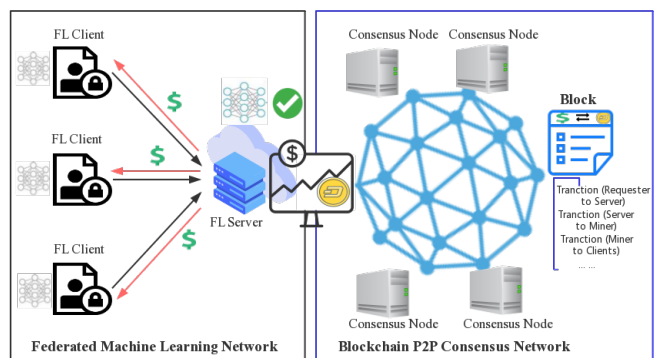 FL Client
FL Client
FL Client
$
$
$
FL Server
Federated Machine Learning Network
$
Consensus Node
Consensus Node
Block
$
Tranction (Requester
to Server)
Tranction (Server
to Miner)
Tranction (Miner
to Clients)
... ...
Consensus Node
Consensus Node
Blockchain P2P Consensus Network